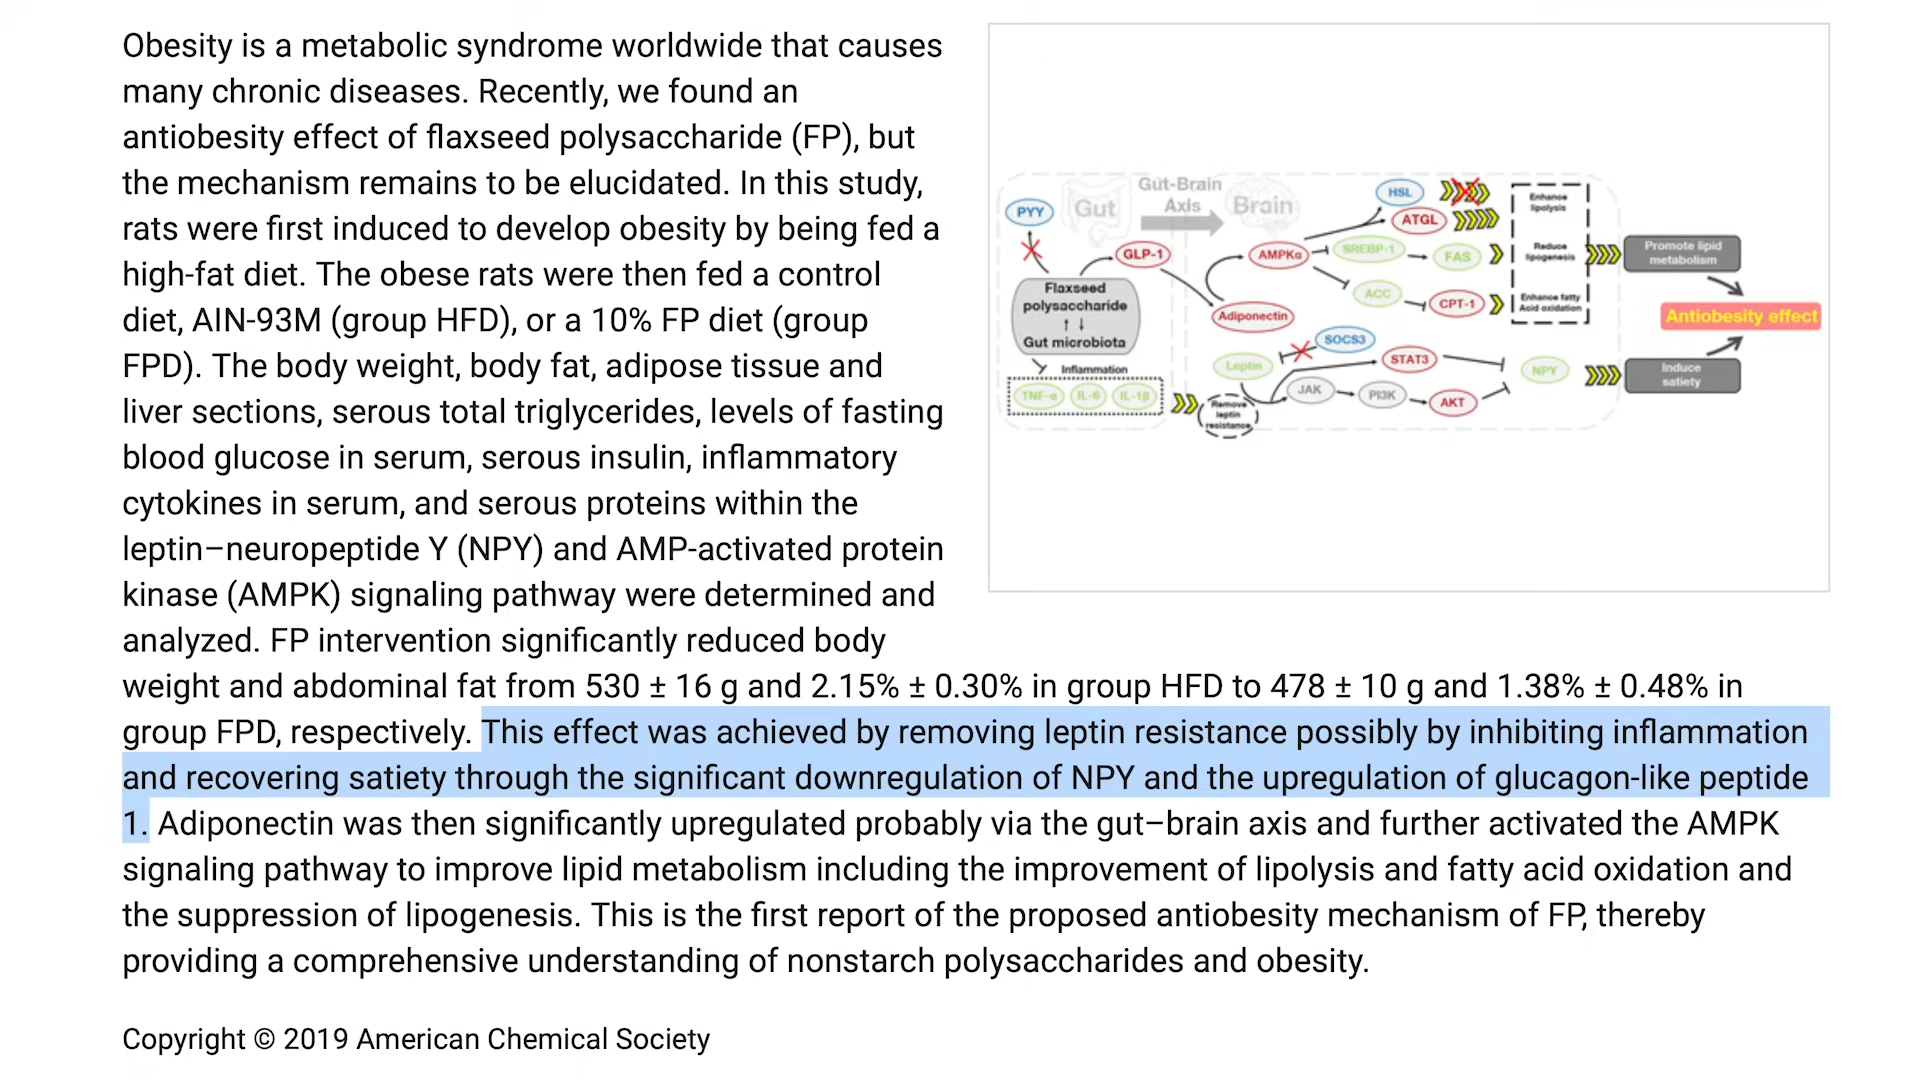 Obesity is a metabolic syndrome worldwide that causes
many chronic diseases. Recently, we found an
antiobesity effect of flaxseed polysaccharide (FP), but
the mechanism remains to be elucidated. In this study,
rats were first induced to develop obesity by being fed a
high-fat diet. The obese rats were then fed a control
diet, AIN-93M (group HFD), or a 10% FP diet (group
FPD). The body weight, body fat, adipose tissue and
liver sections, serous total triglycerides, levels of fasting
blood glucose in serum, serous insulin, inflammatory
cytokines in serum, and serous proteins within the
leptin–neuropeptide Y (NPY) and AMP-activated protein
kinase (AMPK) signaling pathway were determined and
analyzed. FP intervention significantly reduced body
weight and abdominal fat from 530 ± 16 g and 2.15% ± 0.30% in group HFD to 478 ± 10 g and 1.38% ± 0.48% in
group FPD, respectively. This effect was achieved by removing leptin resistance possibly by inhibiting inflammation
and recovering satiety through the significant downregulation of NPY and the upregulation of glucagon-like peptide
1. Adiponectin was then significantly upregulated probably via the gut–brain axis and further activated the AMPK
signaling pathway to improve lipid metabolism including the improvement of lipolysis and fatty acid oxidation and
the suppression of lipogenesis. This is the first report of the proposed antiobesity mechanism of FP, thereby
providing a comprehensive understanding of nonstarch polysaccharides and obesity.
Copyright © 2019 American Chemical Society
PYY
Gut
Gut-Brain
Axis
Brain
GLP-1
Flaxseed
polysaccharide
Gut microbiota
Inflammation
TNF-α
IL-6
IL-1β
Remove
leptin
resistance
HSL
ATGL
AMPKα
SREBP-1
FAS
ACC
CPT-1
Adiponectin
SOCS3
Leptin
STAT3
JAK
PI3K
AKT
NPY
Enhance
lipolysis
Reduce
lipogenesis
Enhance fatty
Acid oxidation
Promote lipid
metabolism
Antiobesity effect
Induce
satiety